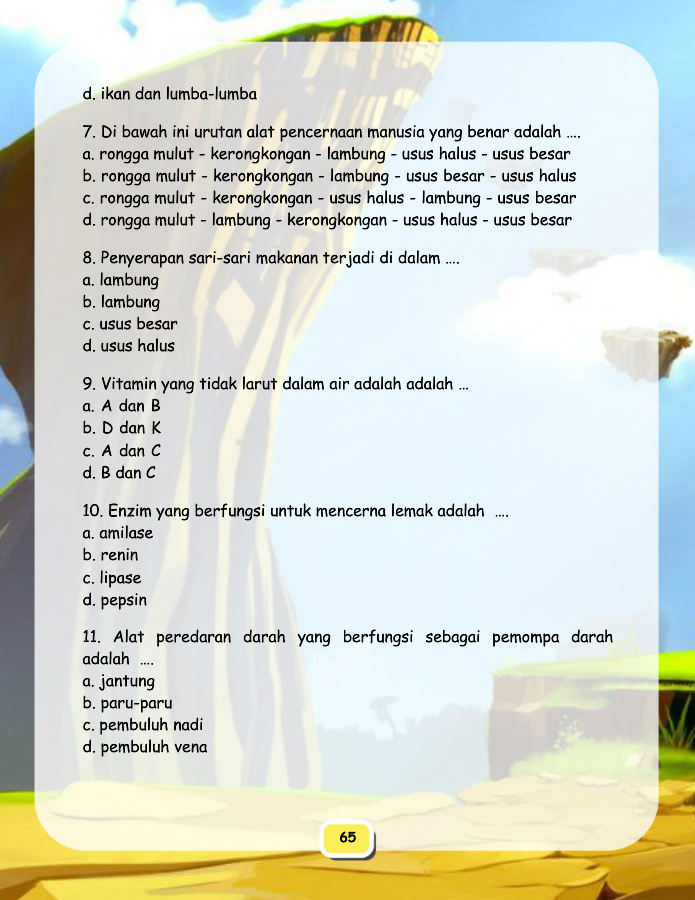 d. ikan dan lumba-lumba
7. Di bawah ini urutan alat pencernaan manusia yang benar adalah ....
a. rongga mulut - kerongkongan - lambung - usus halus - usus besar
b. rongga mulut - kerongkongan - lambung - usus besar - usus halus
c. rongga mulut - kerongkongan - usus halus - lambung - usus besar
d. rongga mulut - lambung - kerongkongan - usus halus - usus besar
8. Penyerapan sari-sari makanan terjadi di dalam ....
a. lambung
b. lambung
c. usus besar
d. usus halus
9. Vitamin yang tidak larut dalam air adalah adalah ...
a. A dan B
b. D dan K
c. A dan C
d. B dan C
10. Enzim yang berfungsi untuk mencerna lemak adalah ....
a. amilase
b. renin
c. lipase
d. pepsin
11. Alat peredaran darah yang berfungsi sebagai pemompa darah
adalah ....
a. jantung
b. paru-paru
c. pembuluh nadi
d. pembuluh vena
65